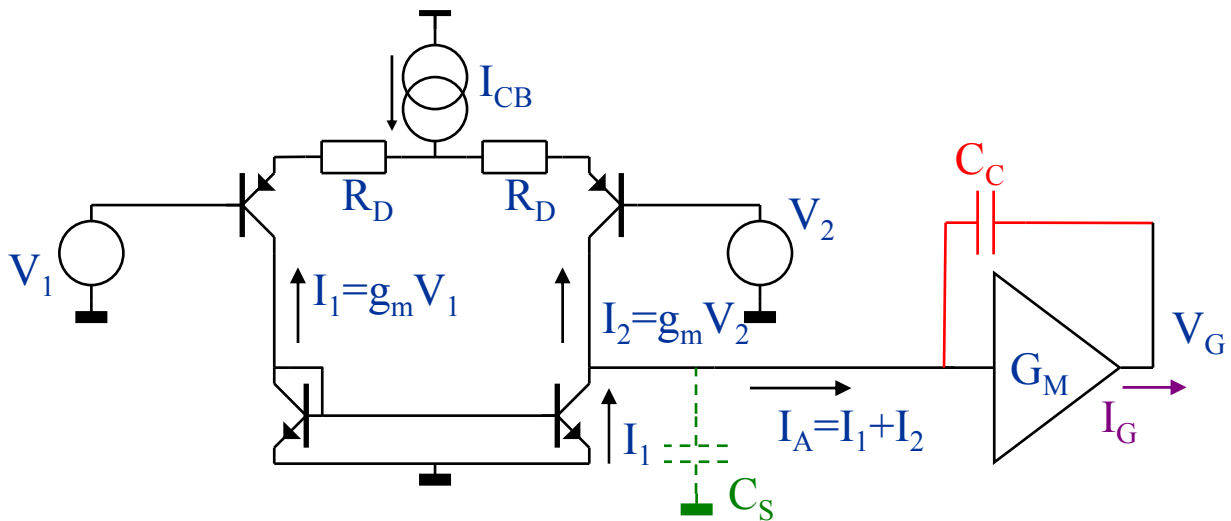 I_CB
C_C
R_D
R_D
V_2
V_1
I_1=g_mV_1
I_2=g_mV_2
V_G
G_M
I_1
I_A=I_1+I_2
I_G
C_S